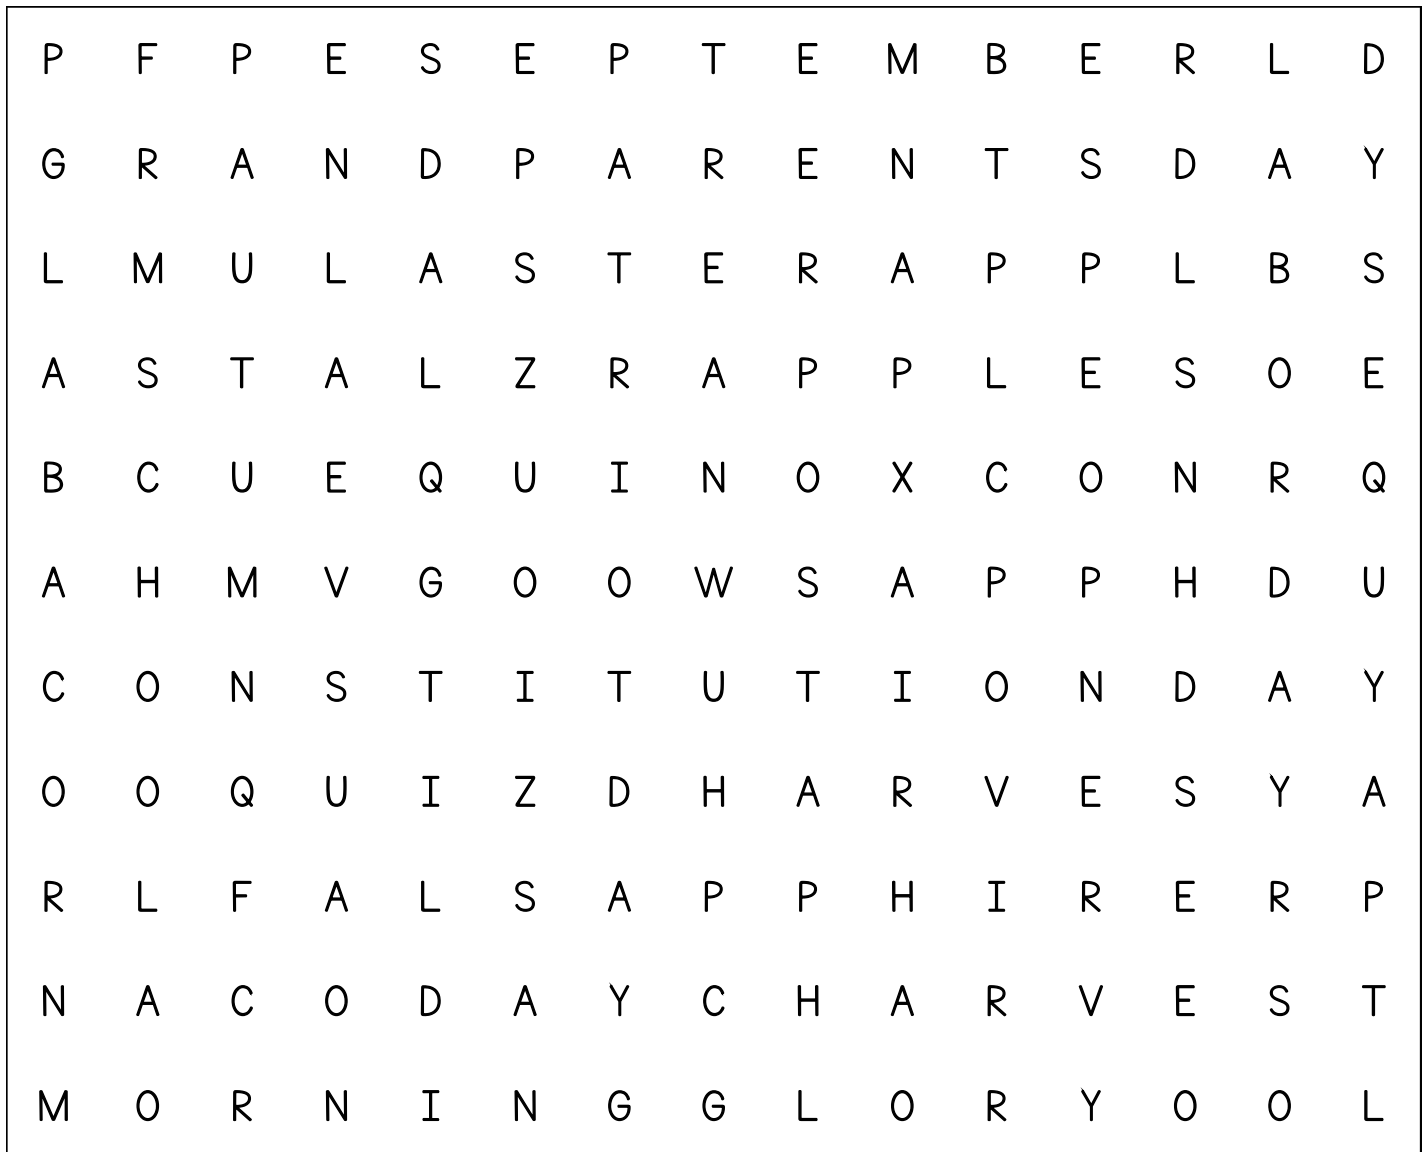 P F P E S E P T E M B E R L D
G R A N D P A R E N T S D A Y
L M U L A S T E R A P P L B S
A S T A L Z R A P P L E S O E
B C U E Q U I N O X C O N R Q
A H M V G O O W S A P P H D U
C O N S T I T U T I O N D A Y
O O Q U I Z D H A R V E S Y A
R L F A L S A P P H I R E R P
N A C O D A Y C H A R V E S T
M O R N I N G G L O R Y O O L